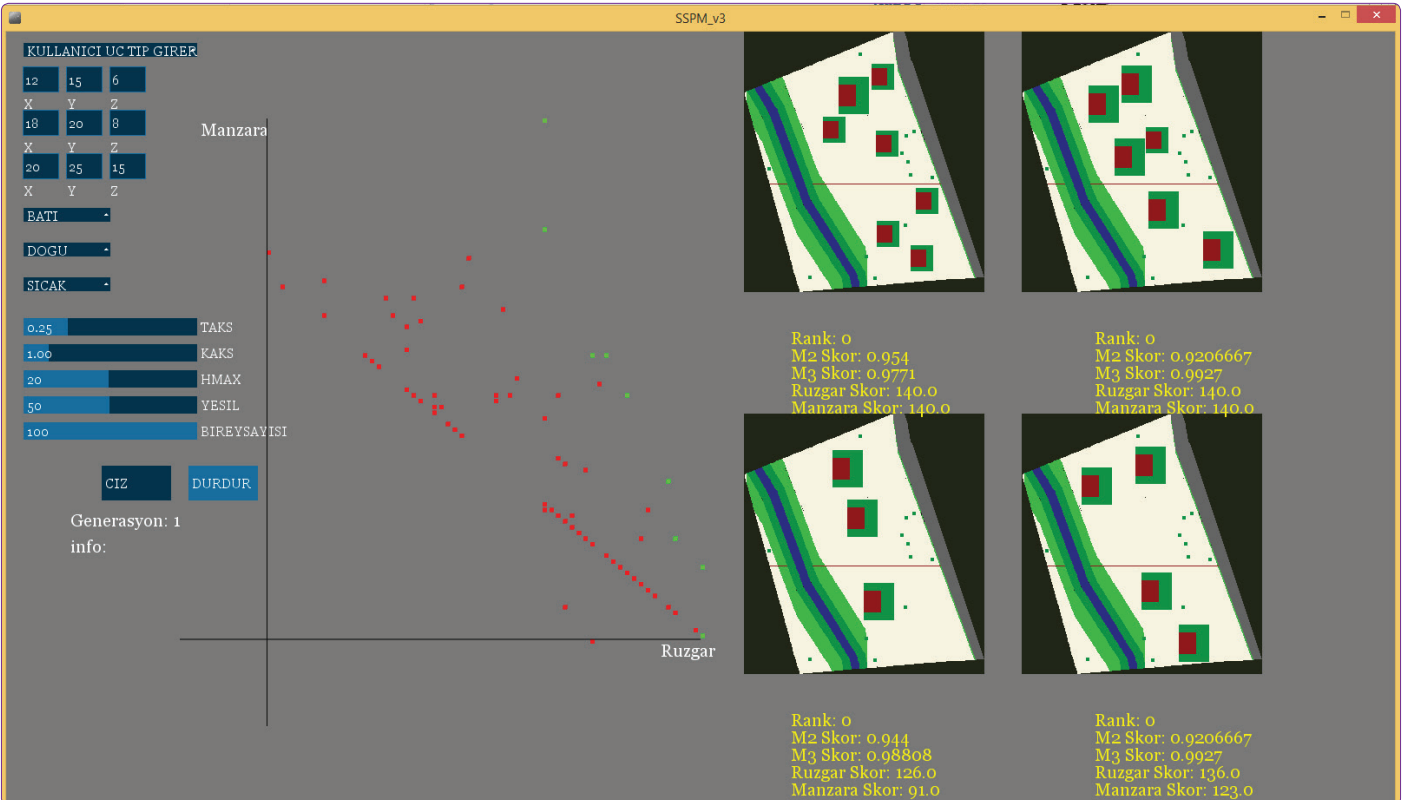 SSPM_v3
KULLANICI UC TIP GIRER
12 15 6
X Y Z
18 20 8
X Y Z
20 25 15
X Y Z
BATI
DOGU
SICAK
0.25 TAKS
1.00 KAKS
20 HMAX
50 YESIL
100 BIREYSAYISI
CIZ DURDUR
Generasyon: 1
info:
Manzara
Ruzgar
Rank: 0
M2 Skor: 0.954
M3 Skor: 0.9771
Ruzgar Skor: 140.0
Manzara Skor: 140.0
Rank: 0
M2 Skor: 0.9206667
M3 Skor: 0.9927
Ruzgar Skor: 140.0
Manzara Skor: 140.0
Rank: 0
M2 Skor: 0.944
M3 Skor: 0.98808
Ruzgar Skor: 126.0
Manzara Skor: 91.0
Rank: 0
M2 Skor: 0.9206667
M3 Skor: 0.9927
Ruzgar Skor: 136.0
Manzara Skor: 123.0